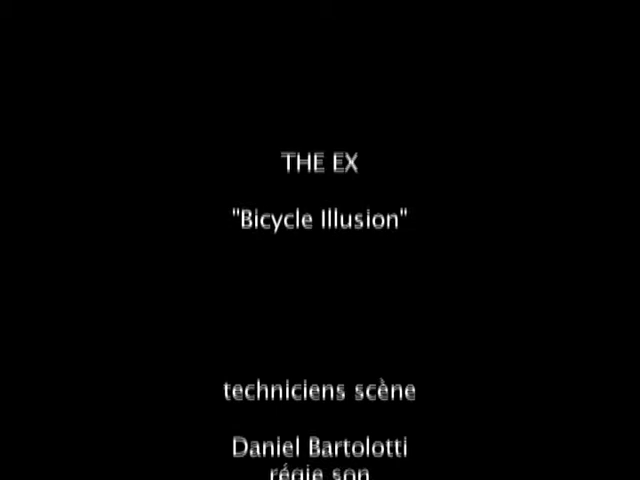 THE EX
"Bicycle Illusion"
techniciens scène
Daniel Bartolotti
régie son